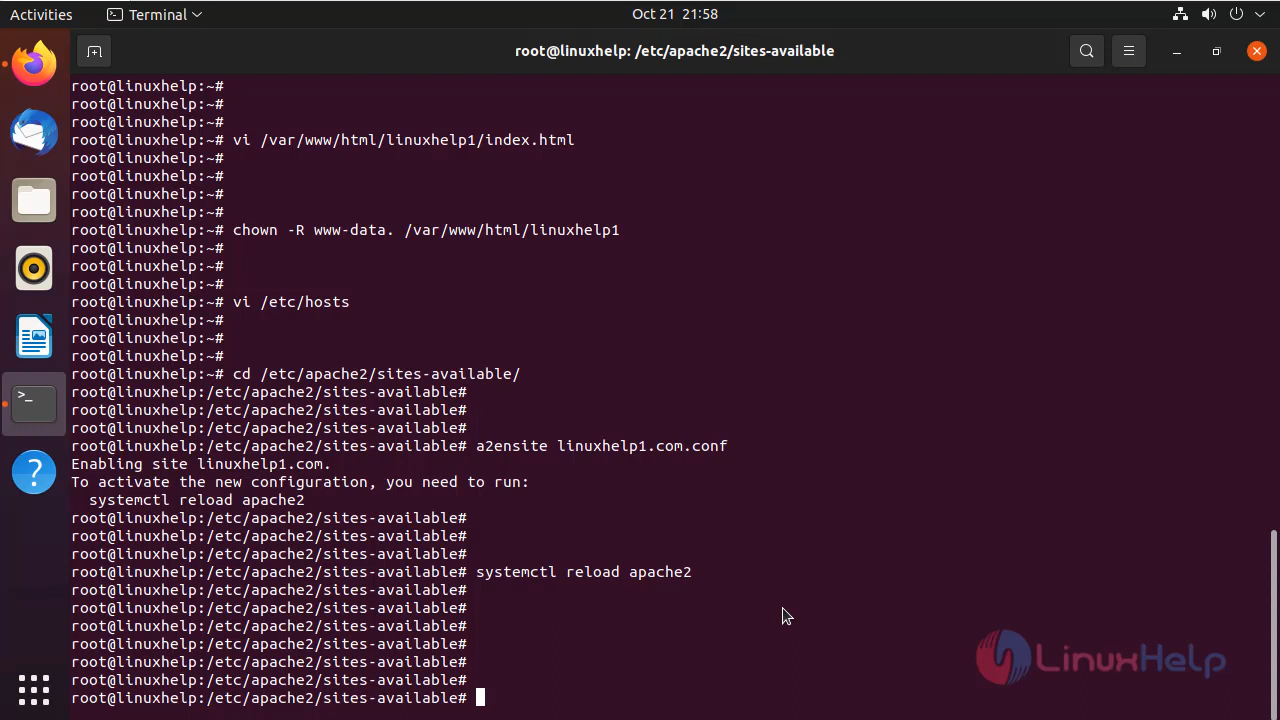 Activities Terminal Oct 21 21:58
root@linuxhelp: /etc/apache2/sites-available
root@linuxhelp:~#
root@linuxhelp:~#
root@linuxhelp:~#
root@linuxhelp:~# vi /var/www/html/linuxhelp1/index.html
root@linuxhelp:~#
root@linuxhelp:~#
root@linuxhelp:~#
root@linuxhelp:~#
root@linuxhelp:~# chown -R www-data. /var/www/html/linuxhelp1
root@linuxhelp:~#
root@linuxhelp:~#
root@linuxhelp:~#
root@linuxhelp:~# vi /etc/hosts
root@linuxhelp:~#
root@linuxhelp:~#
root@linuxhelp:~#
root@linuxhelp:~# cd /etc/apache2/sites-available/
root@linuxhelp:/etc/apache2/sites-available#
root@linuxhelp:/etc/apache2/sites-available#
root@linuxhelp:/etc/apache2/sites-available#
root@linuxhelp:/etc/apache2/sites-available# a2ensite linuxhelp1.com.conf
Enabling site linuxhelp1.com.
To activate the new configuration, you need to run:
  systemctl reload apache2
root@linuxhelp:/etc/apache2/sites-available#
root@linuxhelp:/etc/apache2/sites-available#
root@linuxhelp:/etc/apache2/sites-available#
root@linuxhelp:/etc/apache2/sites-available# systemctl reload apache2
root@linuxhelp:/etc/apache2/sites-available#
root@linuxhelp:/etc/apache2/sites-available#
root@linuxhelp:/etc/apache2/sites-available#
root@linuxhelp:/etc/apache2/sites-available#
root@linuxhelp:/etc/apache2/sites-available#
root@linuxhelp:/etc/apache2/sites-available#
root@linuxhelp:/etc/apache2/sites-available#
LinuxHelp